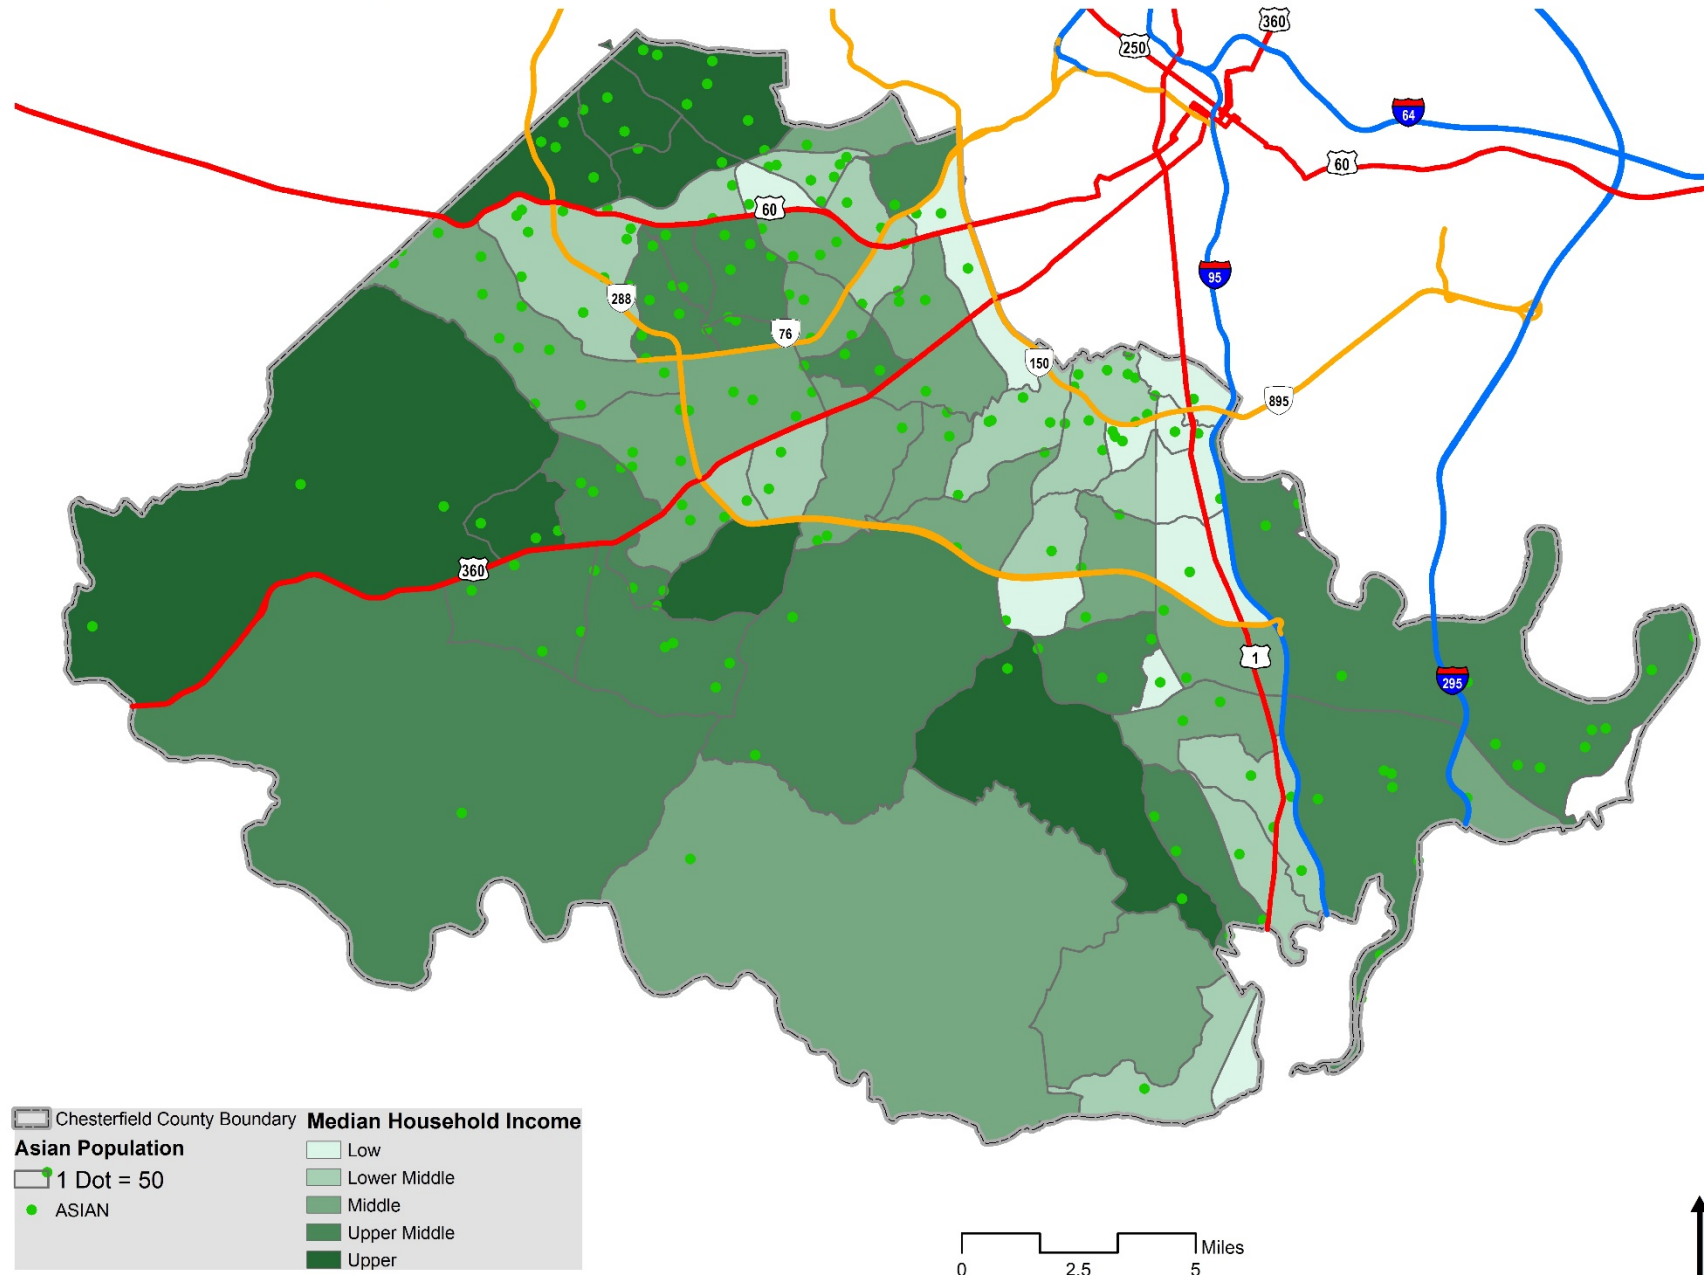 360
250
64
60
60
95
288
76
150
895
360
1
295
Chesterfield County Boundary
Asian Population
1 Dot = 50
ASIAN
Median Household Income
Low
Lower Middle
Middle
Upper Middle
Upper
Miles
0 2.5 5